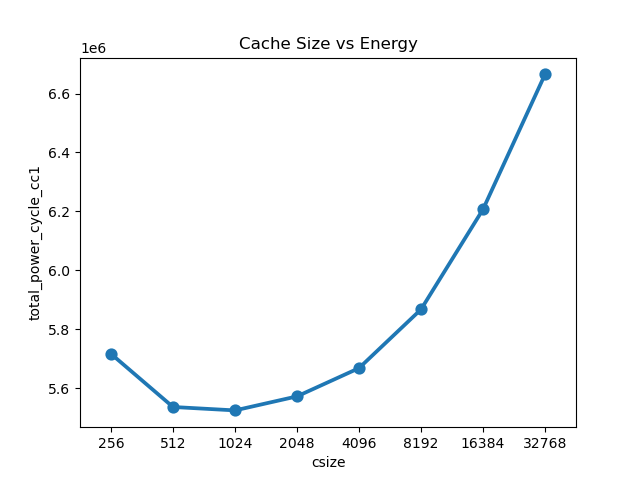 Cache Size vs Energy
1e6
6.6
6.4
6.2
6.0
5.8
5.6
total_power_cycle_cc1
256 512 1024 2048 4096 8192 16384 32768
csize